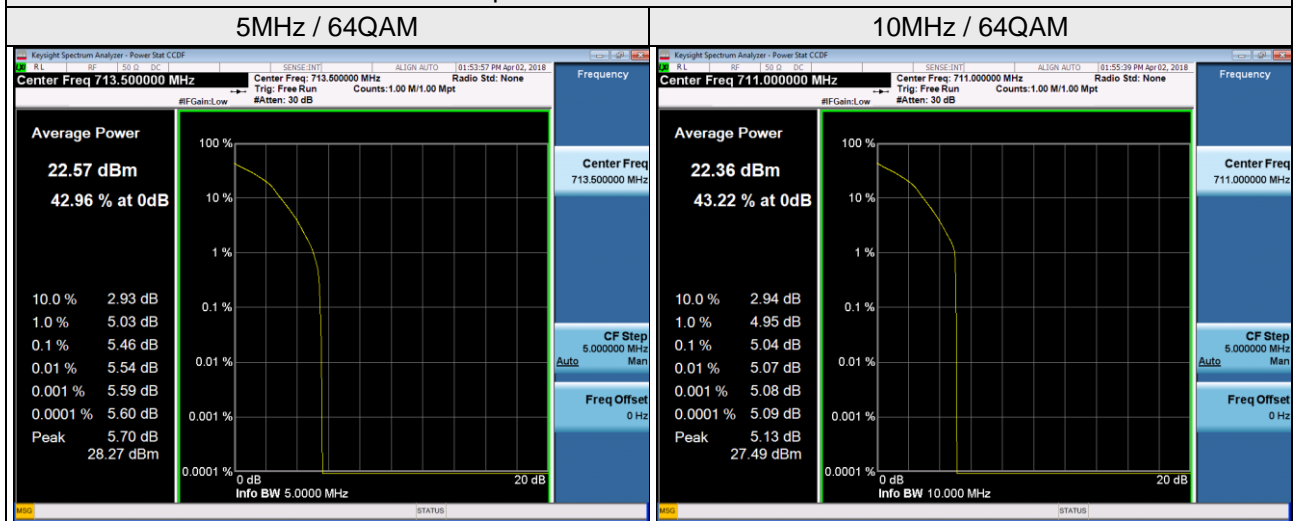 5MHz / 64QAM
10MHz / 64QAM
Keysight Spectrum Analyzer - Power Stat CCDF
RL RF 50 Ω DC SENSE:INT ALIGN AUTO 01:53:57 PM Apr 02, 2018
Center Freq 713.500000 MHz
Center Freq: 713.500000 MHz
Radio Std: None
Trig: Free Run Counts:1.00 M/1.00 Mpt
#IFGain:Low #Atten: 30 dB
Frequency
Average Power
22.57 dBm
42.96 % at 0dB
10.0 % 2.93 dB
1.0 % 5.03 dB
0.1 % 5.46 dB
0.01 % 5.54 dB
0.001 % 5.59 dB
0.0001 % 5.60 dB
Peak 5.70 dB
28.27 dBm
100 %
10 %
1 %
0.1 %
0.01 %
0.001 %
0.0001 %
0 dB 20 dB
Info BW 5.0000 MHz
Center Freq
713.500000 MHz
CF Step
5.000000 MHz
Auto Man
Freq Offset
0 Hz
MSG STATUS
Keysight Spectrum Analyzer - Power Stat CCDF
RL RF 50 Ω DC SENSE:INT ALIGN AUTO 01:55:39 PM Apr 02, 2018
Center Freq 711.000000 MHz
Center Freq: 711.000000 MHz
Radio Std: None
Trig: Free Run Counts:1.00 M/1.00 Mpt
#IFGain:Low #Atten: 30 dB
Frequency
Average Power
22.36 dBm
43.22 % at 0dB
10.0 % 2.94 dB
1.0 % 4.95 dB
0.1 % 5.04 dB
0.01 % 5.07 dB
0.001 % 5.08 dB
0.0001 % 5.09 dB
Peak 5.13 dB
27.49 dBm
100 %
10 %
1 %
0.1 %
0.01 %
0.001 %
0.0001 %
0 dB 20 dB
Info BW 10.000 MHz
Center Freq
711.000000 MHz
CF Step
5.000000 MHz
Auto Man
Freq Offset
0 Hz
MSG STATUS